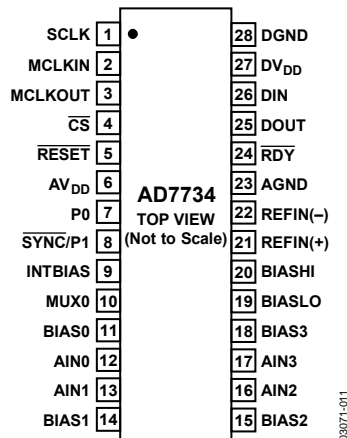 SCLK 1 28 DGND
MCLKIN 2 27 DVDD
MCLKOUT 3 26 DIN
CS 4 25 DOUT
RESET 5 24 RDY
AVDD 6 23 AGND
AD7734
P0 7 22 REFIN(–)
TOP VIEW
SYNC/P1 8 (Not to Scale) 21 REFIN(+)
INTBIAS 9 20 BIASHI
MUX0 10 19 BIASLO
BIAS0 11 18 BIAS3
AIN0 12 17 AIN3
AIN1 13 16 AIN2
BIAS1 14 15 BIAS2
03071-011